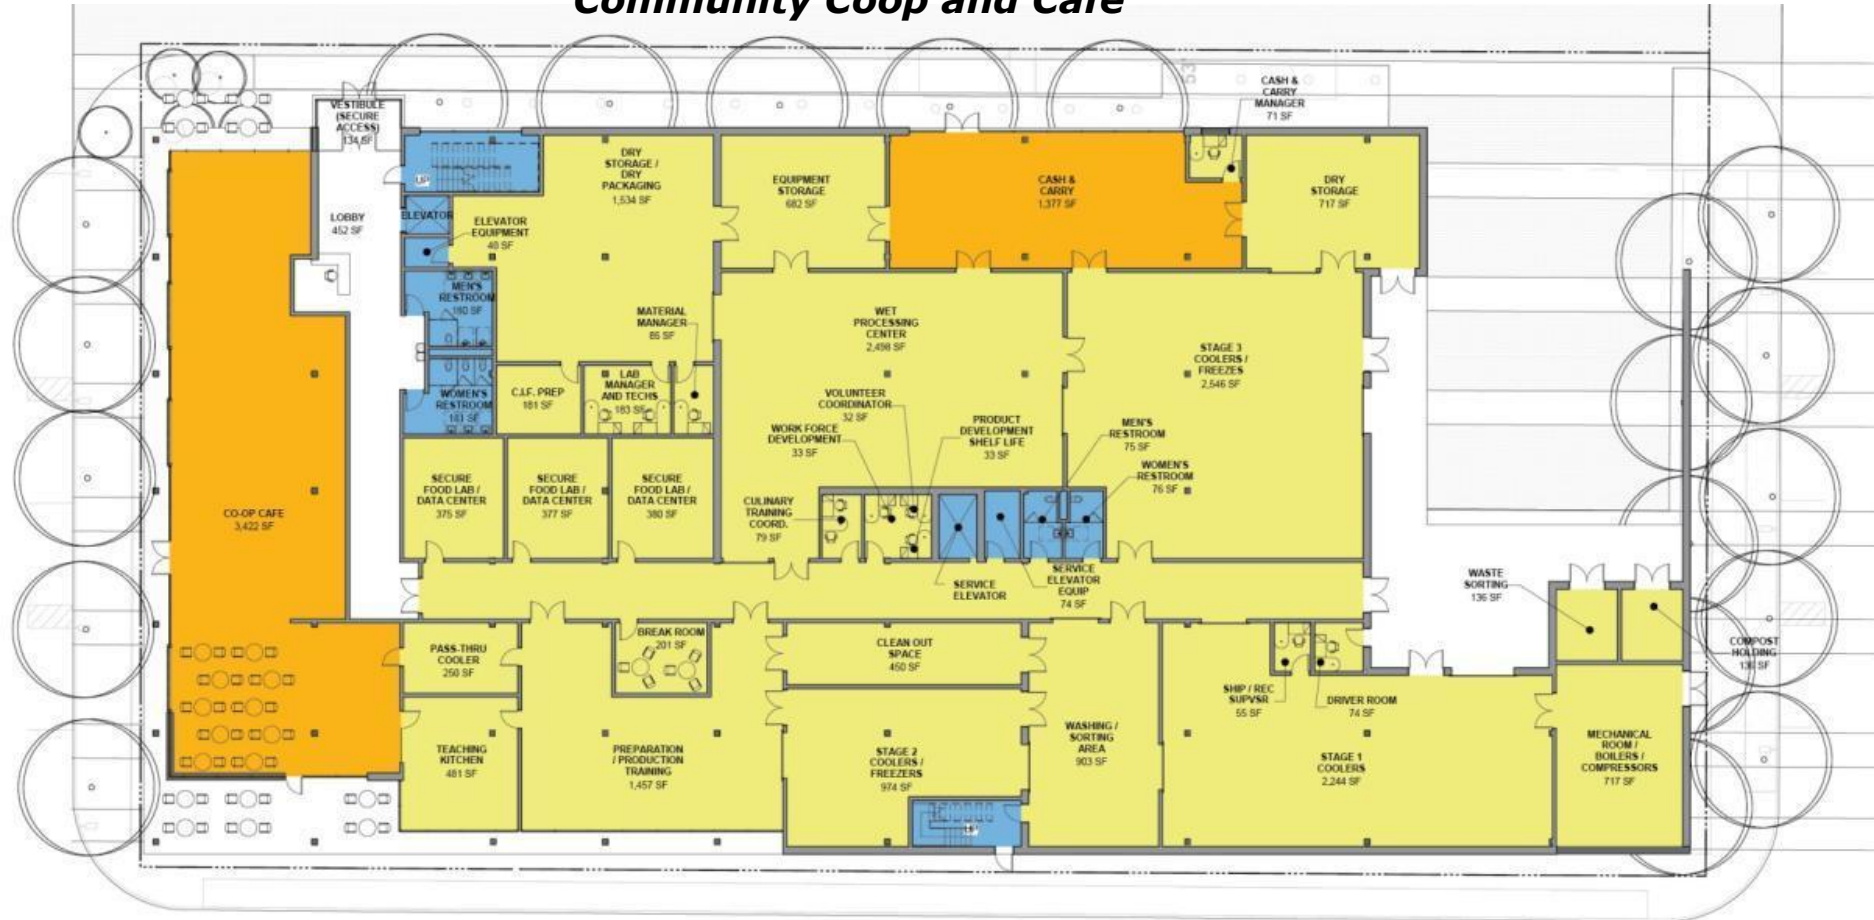 Community Coop and Cafe
53'
CASH &
CARRY
MANAGER
71 SF
VESTIBULE
(SECURE
ACCESS)
134 SF
UP
DRY
STORAGE /
DRY
PACKAGING
1,534 SF
EQUIPMENT
STORAGE
682 SF
CASH &
CARRY
1,377 SF
DRY
STORAGE
717 SF
LOBBY
452 SF
ELEVATOR
ELEVATOR
EQUIPMENT
40 SF
MEN'S
RESTROOM
180 SF
MATERIAL
MANAGER
65 SF
WET
PROCESSING
CENTER
2,498 SF
STAGE 3
COOLERS /
FREEZES
2,546 SF
WOMEN'S
RESTROOM
181 SF
C.I.F. PREP
181 SF
LAB
MANAGER
AND TECHS
183 SF
VOLUNTEER
COORDINATOR
32 SF
WORK FORCE
DEVELOPMENT
33 SF
PRODUCT
DEVELOPMENT
SHELF LIFE
33 SF
MEN'S
RESTROOM
75 SF
WOMEN'S
RESTROOM
76 SF
CO-OP CAFE
3,422 SF
SECURE
FOOD LAB /
DATA CENTER
375 SF
SECURE
FOOD LAB /
DATA CENTER
377 SF
SECURE
FOOD LAB /
DATA CENTER
380 SF
CULINARY
TRAINING
COORD.
79 SF
SERVICE
ELEVATOR
SERVICE
ELEVATOR
EQUIP
74 SF
WASTE
SORTING
136 SF
COMPOST
HOLDING
PASS-THRU
COOLER
250 SF
BREAK ROOM
201 SF
CLEAN OUT
SPACE
450 SF
SHIP / REC
SUPVSR
55 SF
DRIVER ROOM
74 SF
TEACHING
KITCHEN
481 SF
PREPARATION
/ PRODUCTION
TRAINING
1,457 SF
STAGE 2
COOLERS /
FREEZERS
974 SF
UP
WASHING /
SORTING
AREA
903 SF
STAGE 1
COOLERS
2,244 SF
MECHANICAL
ROOM /
BOILERS /
COMPRESSORS
717 SF